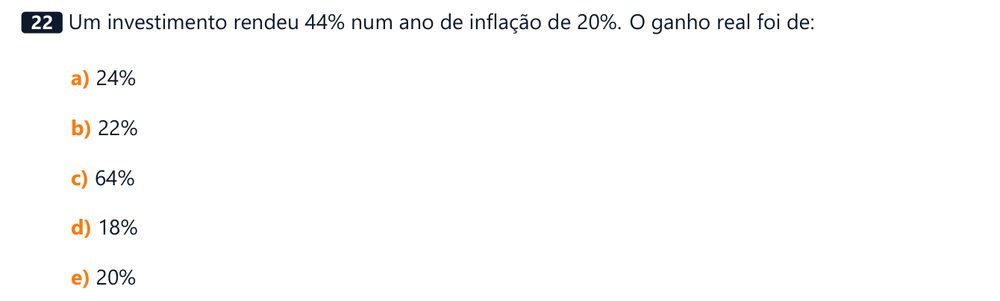 22 Um investimento rendeu 44% num ano de inflação de 20%. O ganho real foi de:
a) 24%
b) 22%
c) 64%
d) 18%
e) 20%